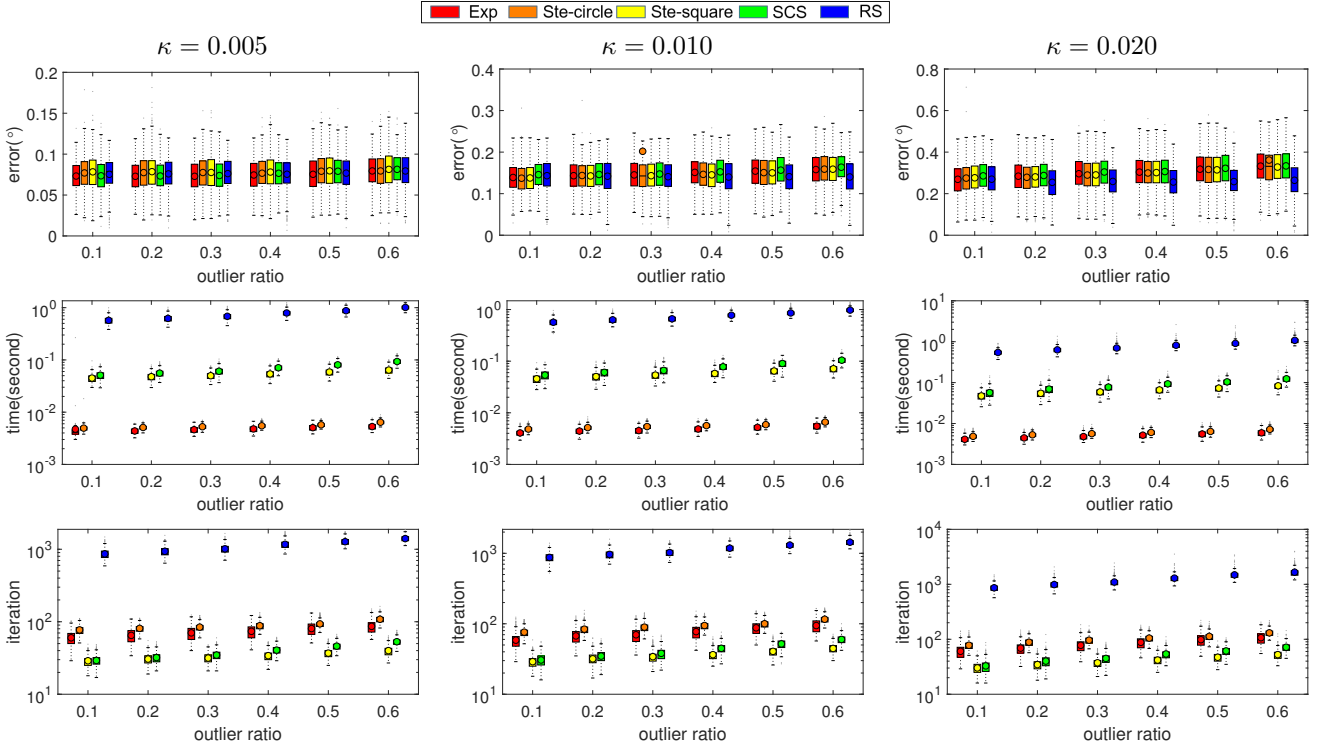 Exp Ste-circle Ste-square SCS RS
κ = 0.005 κ = 0.010 κ = 0.020
error(°)
0.2
0.15
0.1
0.05
0
0.1 0.2 0.3 0.4 0.5 0.6
outlier ratio
error(°)
0.4
0.3
0.2
0.1
0
0.1 0.2 0.3 0.4 0.5 0.6
outlier ratio
error(°)
0.8
0.6
0.4
0.2
0
0.1 0.2 0.3 0.4 0.5 0.6
outlier ratio
time(second)
10^0
10^-1
10^-2
10^-3
0.1 0.2 0.3 0.4 0.5 0.6
outlier ratio
time(second)
10^0
10^-1
10^-2
10^-3
0.1 0.2 0.3 0.4 0.5 0.6
outlier ratio
time(second)
10^1
10^0
10^-1
10^-2
10^-3
0.1 0.2 0.3 0.4 0.5 0.6
outlier ratio
iteration
10^3
10^2
10^1
0.1 0.2 0.3 0.4 0.5 0.6
outlier ratio
iteration
10^3
10^2
10^1
0.1 0.2 0.3 0.4 0.5 0.6
outlier ratio
iteration
10^4
10^3
10^2
10^1
0.1 0.2 0.3 0.4 0.5 0.6
outlier ratio